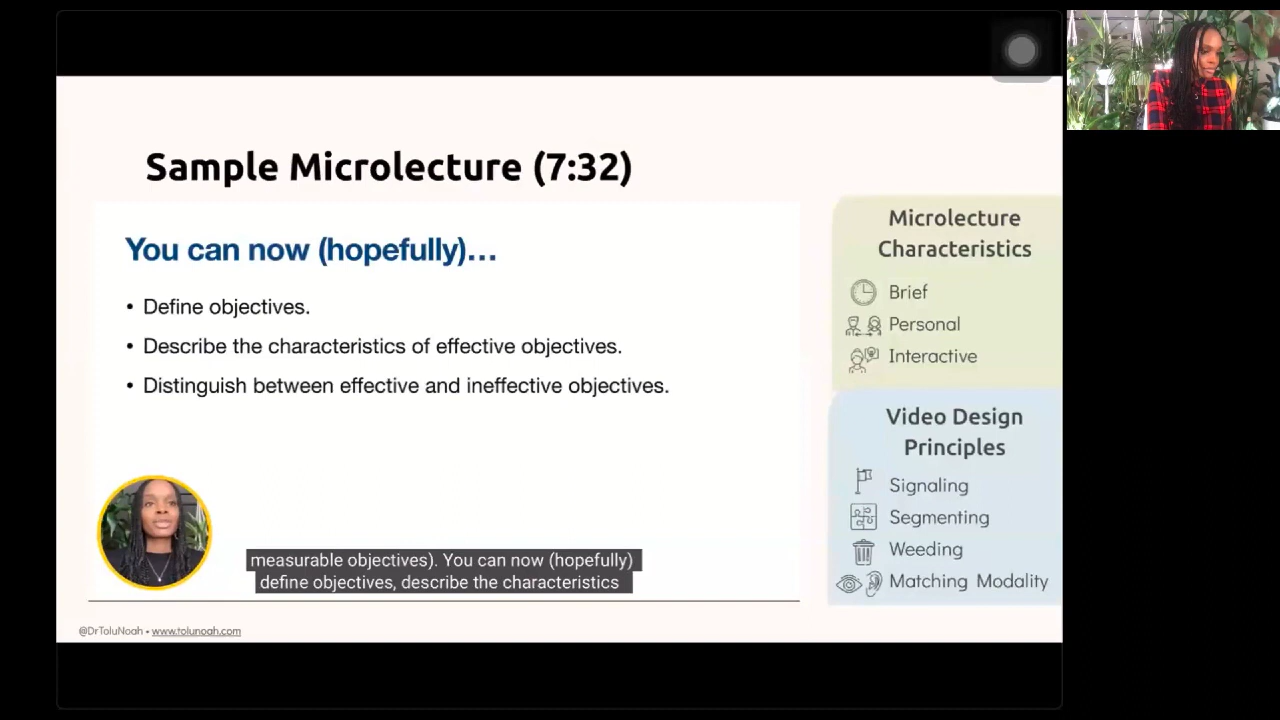 Sample Microlecture (7:32)
You can now (hopefully)...
• Define objectives.
• Describe the characteristics of effective objectives.
• Distinguish between effective and ineffective objectives.
measurable objectives). You can now (hopefully)
define objectives, describe the characteristics
@DrToluNoah • www.tolunoah.com
Microlecture
Characteristics
Brief
Personal
Interactive
Video Design
Principles
Signaling
Segmenting
Weeding
Matching Modality